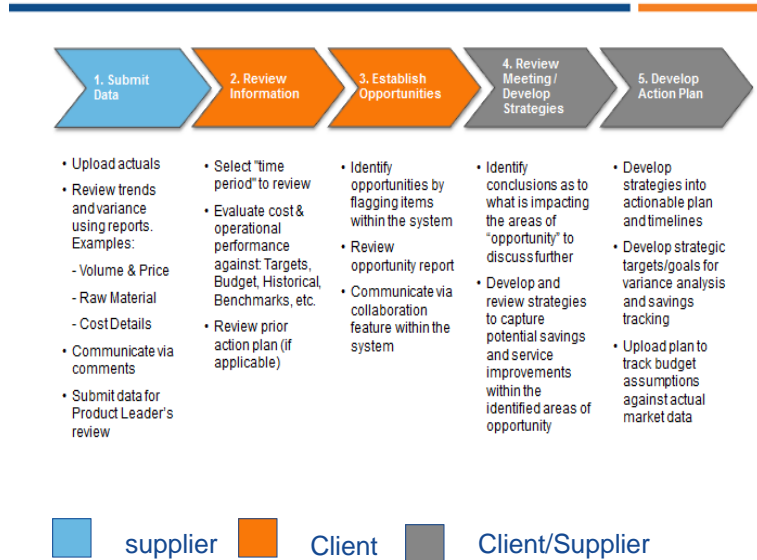 1. Submit
Data
2. Review
Information
3. Establish
Opportunities
4. Review
Meeting /
Develop
Strategies
5. Develop
Action Plan
• Upload actuals
• Review trends
and variance
using reports.
Examples:
- Volume & Price
- Raw Material
- Cost Details
• Communicate via
comments
• Submit data for
Product Leader's
review
• Select "time
period" to review
• Evaluate cost &
operational
performance
against: Targets,
Budget, Historical,
Benchmarks, etc.
• Review prior
action plan (if
applicable)
• Identify
opportunities by
flagging items
within the system
• Review
opportunity report
• Communicate via
collaboration
feature within the
system
• Identify
conclusions as to
what is impacting
the areas of
"opportunity" to
discuss further
• Develop and
review strategies
to capture
potential savings
and service
improvements
within the
identified areas of
opportunity
• Develop
strategies into
actionable plan
and timelines
• Develop strategic
targets/goals for
variance analysis
and savings
tracking
• Upload plan to
track budget
assumptions
against actual
market data
supplier
Client
Client/Supplier